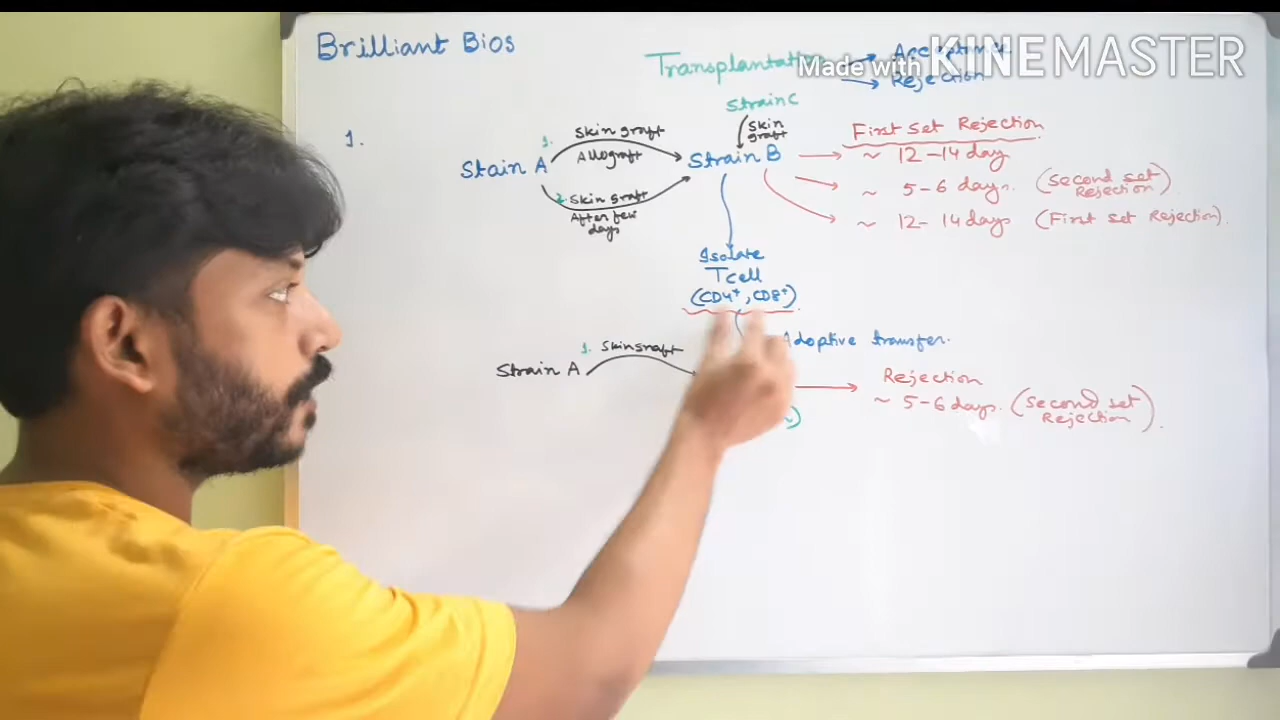 Brilliant Bios
Transplantati
Acceptance
Rejection
Made with KINEMASTER
Strain C
Skin graft
1.
1. Skin graft
Allograft
Stain A
2. Skin graft
After few days
Strain B
First Set Rejection
~ 12-14 day
~ 5-6 days. (Second set Rejection)
~ 12-14 days (First set Rejection).
Isolate
T cell
(CD4+, CD8+)
Adoptive transfer.
Strain A
1. Skin graft
Rejection
~ 5-6 days. (Second set Rejection).